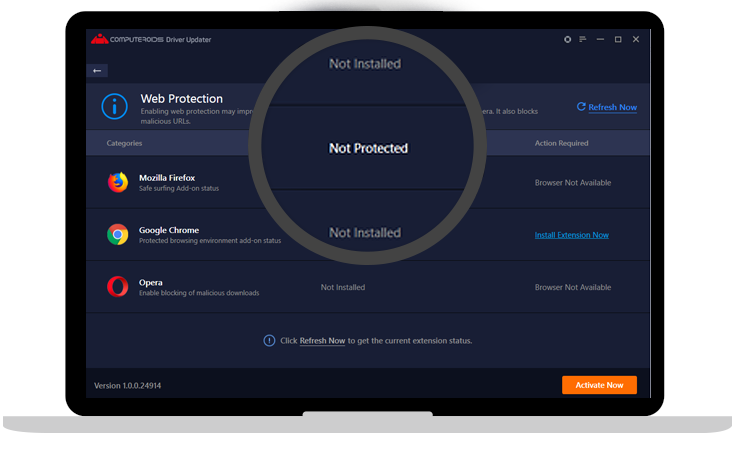 COMPUTEROIDS Driver Updater
Web Protection
Enabling web protection may impr
era. It also blocks
malicious URLs.
Refresh Now
Categories
Action Required
Not Installed
Mozilla Firefox
Safe surfing Add-on status
Not Protected
Browser Not Available
Google Chrome
Protected browsing environment add-on status
Not Installed
Install Extension Now
Opera
Enable blocking of malicious downloads
Not Installed
Browser Not Available
Click Refresh Now to get the current extension status.
Version 1.0.0.24914
Activate Now